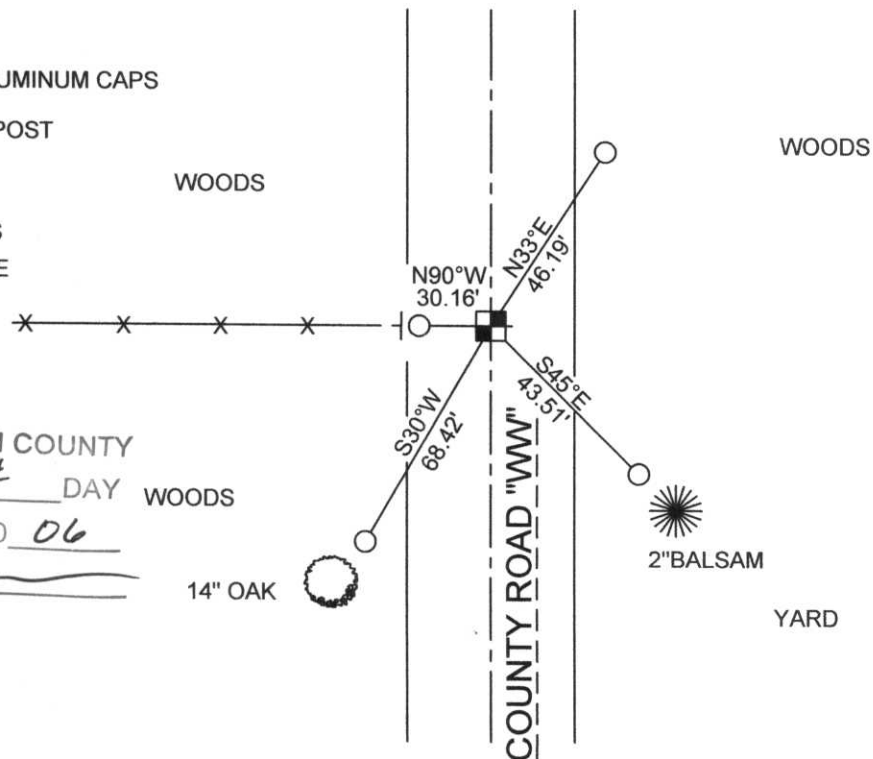 UMINUM CAPS
POST
WOODS
WOODS
S
E
N90°W
30.16'
N33°E
46.19'
S45°E
43.51'
S30°W
68.42'
COUNTY
DAY
06
WOODS
14" OAK
COUNTY ROAD "WW"
2"BALSAM
YARD